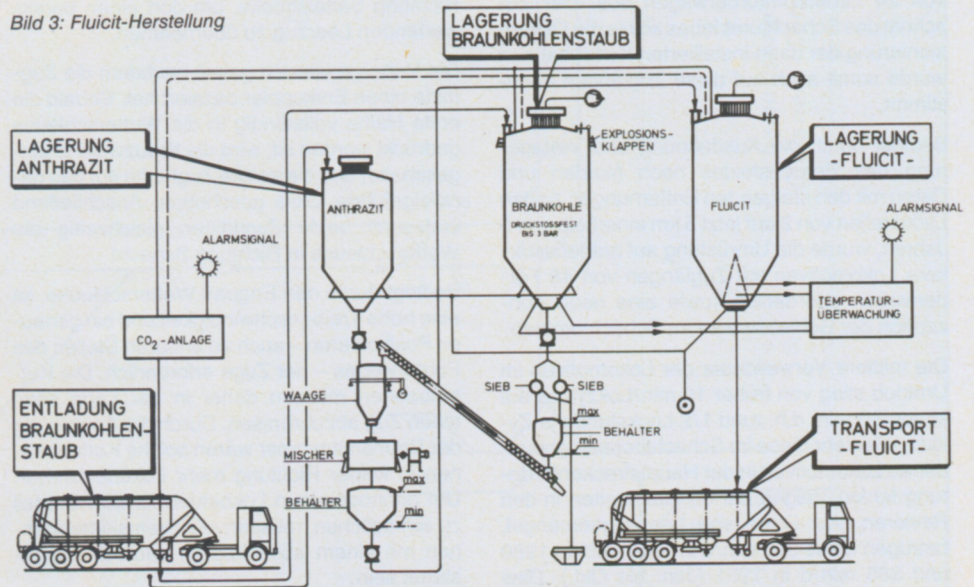 Bild 3: Fluicit-Herstellung
LAGERUNG
BRAUNKOHLENSTAUB
LAGERUNG
ANTHRAZIT
EXPLOSIONS-
KLAPPEN
LAGERUNG
-FLUICIT-
ANTHRAZIT
BRAUNKOHLE
DRUCKSTOSSFEST
BIS 3 BAR
FLUICIT
ALARMSIGNAL
ALARMSIGNAL
TEMPERATUR-
ÜBERWACHUNG
CO₂-ANLAGE
WAAGE
SIEB
SIEB
max
BEHÄLTER
min
ENTLADUNG
BRAUNKOHLEN-
STAUB
MISCHER
max
BEHÄLTER
min
TRANSPORT
-FLUICIT-